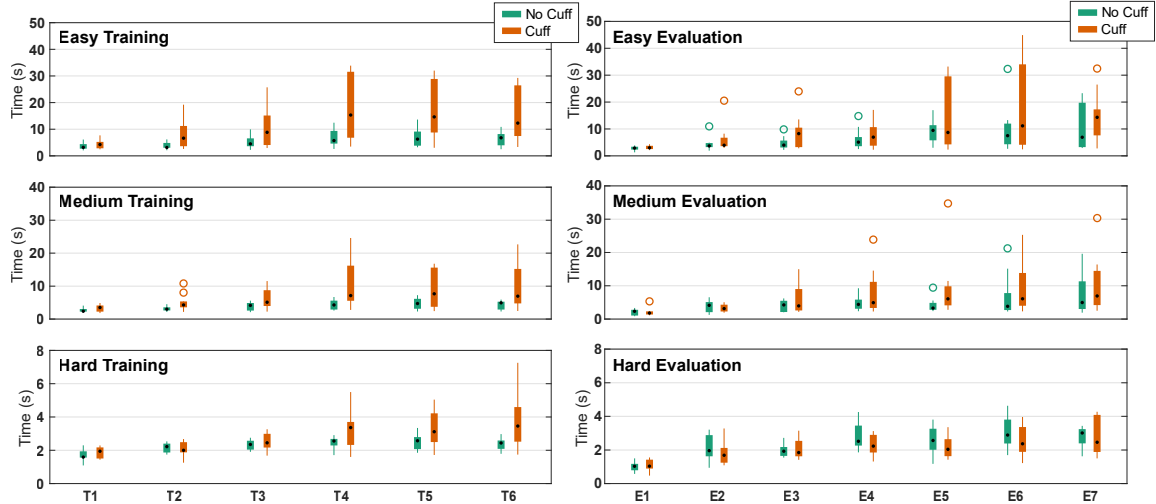 No Cuff
Cuff
Easy Training
Time (s)
50
40
30
20
10
0
No Cuff
Cuff
Easy Evaluation
Time (s)
50
40
30
20
10
0
Medium Training
Time (s)
40
30
20
10
0
Medium Evaluation
Time (s)
40
30
20
10
0
Hard Training
Time (s)
8
6
4
2
0
T1 T2 T3 T4 T5 T6
Hard Evaluation
Time (s)
8
6
4
2
0
E1 E2 E3 E4 E5 E6 E7